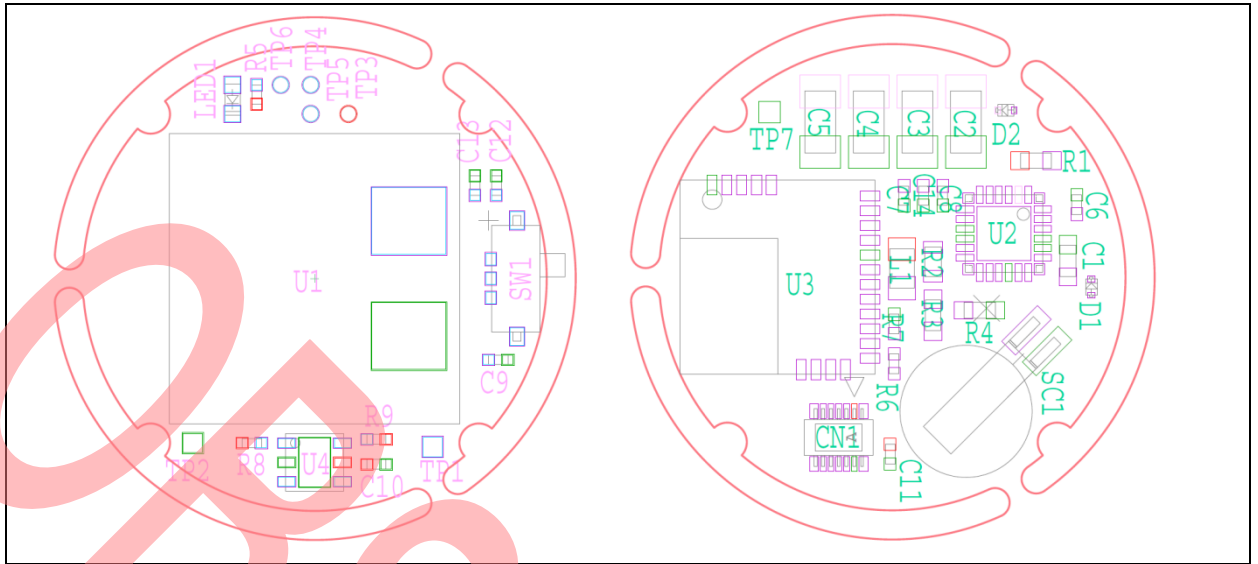 LED1
R5
TP6
TP4
TP5
TP3
C13
C12
U1
SW1
C9
R9
TP2
R8
U4
C10
TP1
TP7
C5
C4
C3
C2
D2
R1
C7
C14
C8
C6
U2
U3
L1
R2
C1
R7
R3
R4
D1
R6
SC1
CN1
C11